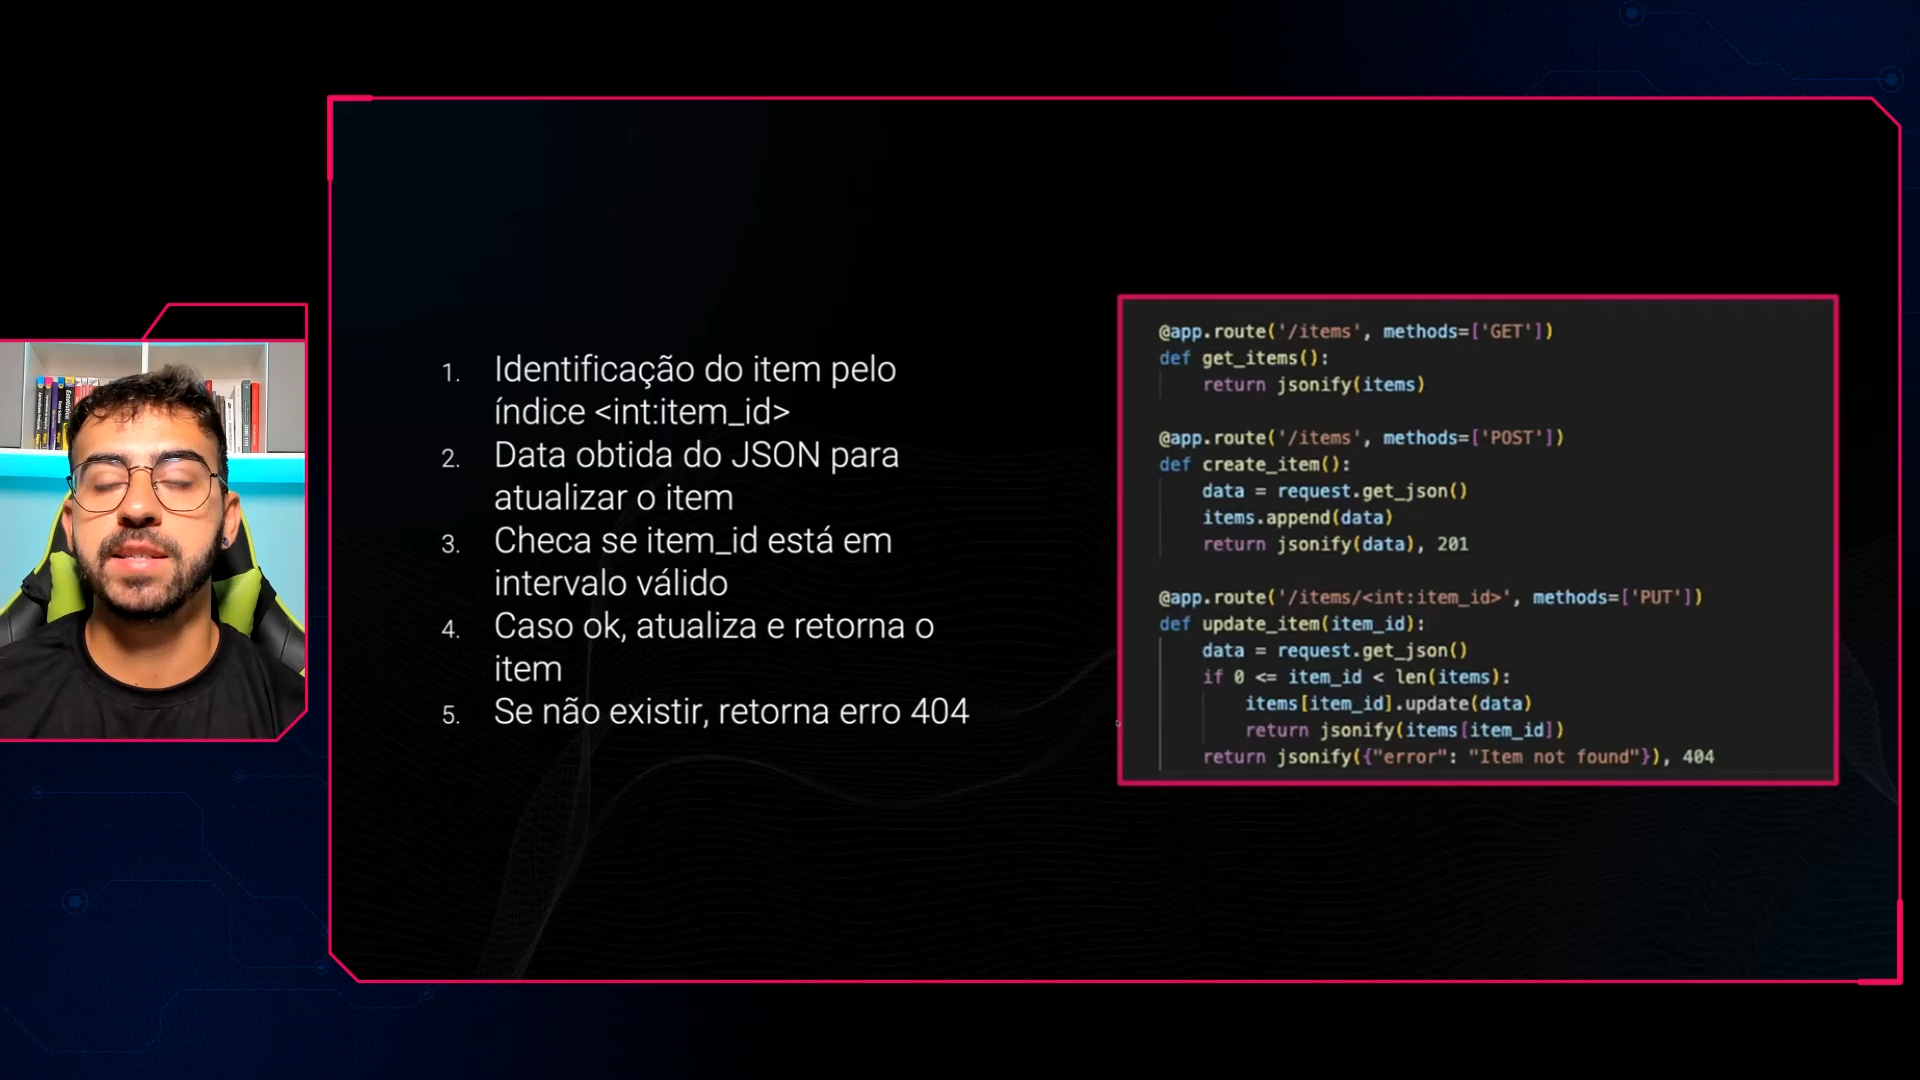 1. Identificação do item pelo
índice <int:item_id>
2. Data obtida do JSON para
atualizar o item
3. Checa se item_id está em
intervalo válido
4. Caso ok, atualiza e retorna o
item
5. Se não existir, retorna erro 404
@app.route('/items', methods=['GET'])
def get_items():
    return jsonify(items)
@app.route('/items', methods=['POST'])
def create_item():
    data = request.get_json()
    items.append(data)
    return jsonify(data), 201
@app.route('/items/<int:item_id>', methods=['PUT'])
def update_item(item_id):
    data = request.get_json()
    if 0 <= item_id < len(items):
        items[item_id].update(data)
        return jsonify(items[item_id])
    return jsonify({"error": "Item not found"}), 404